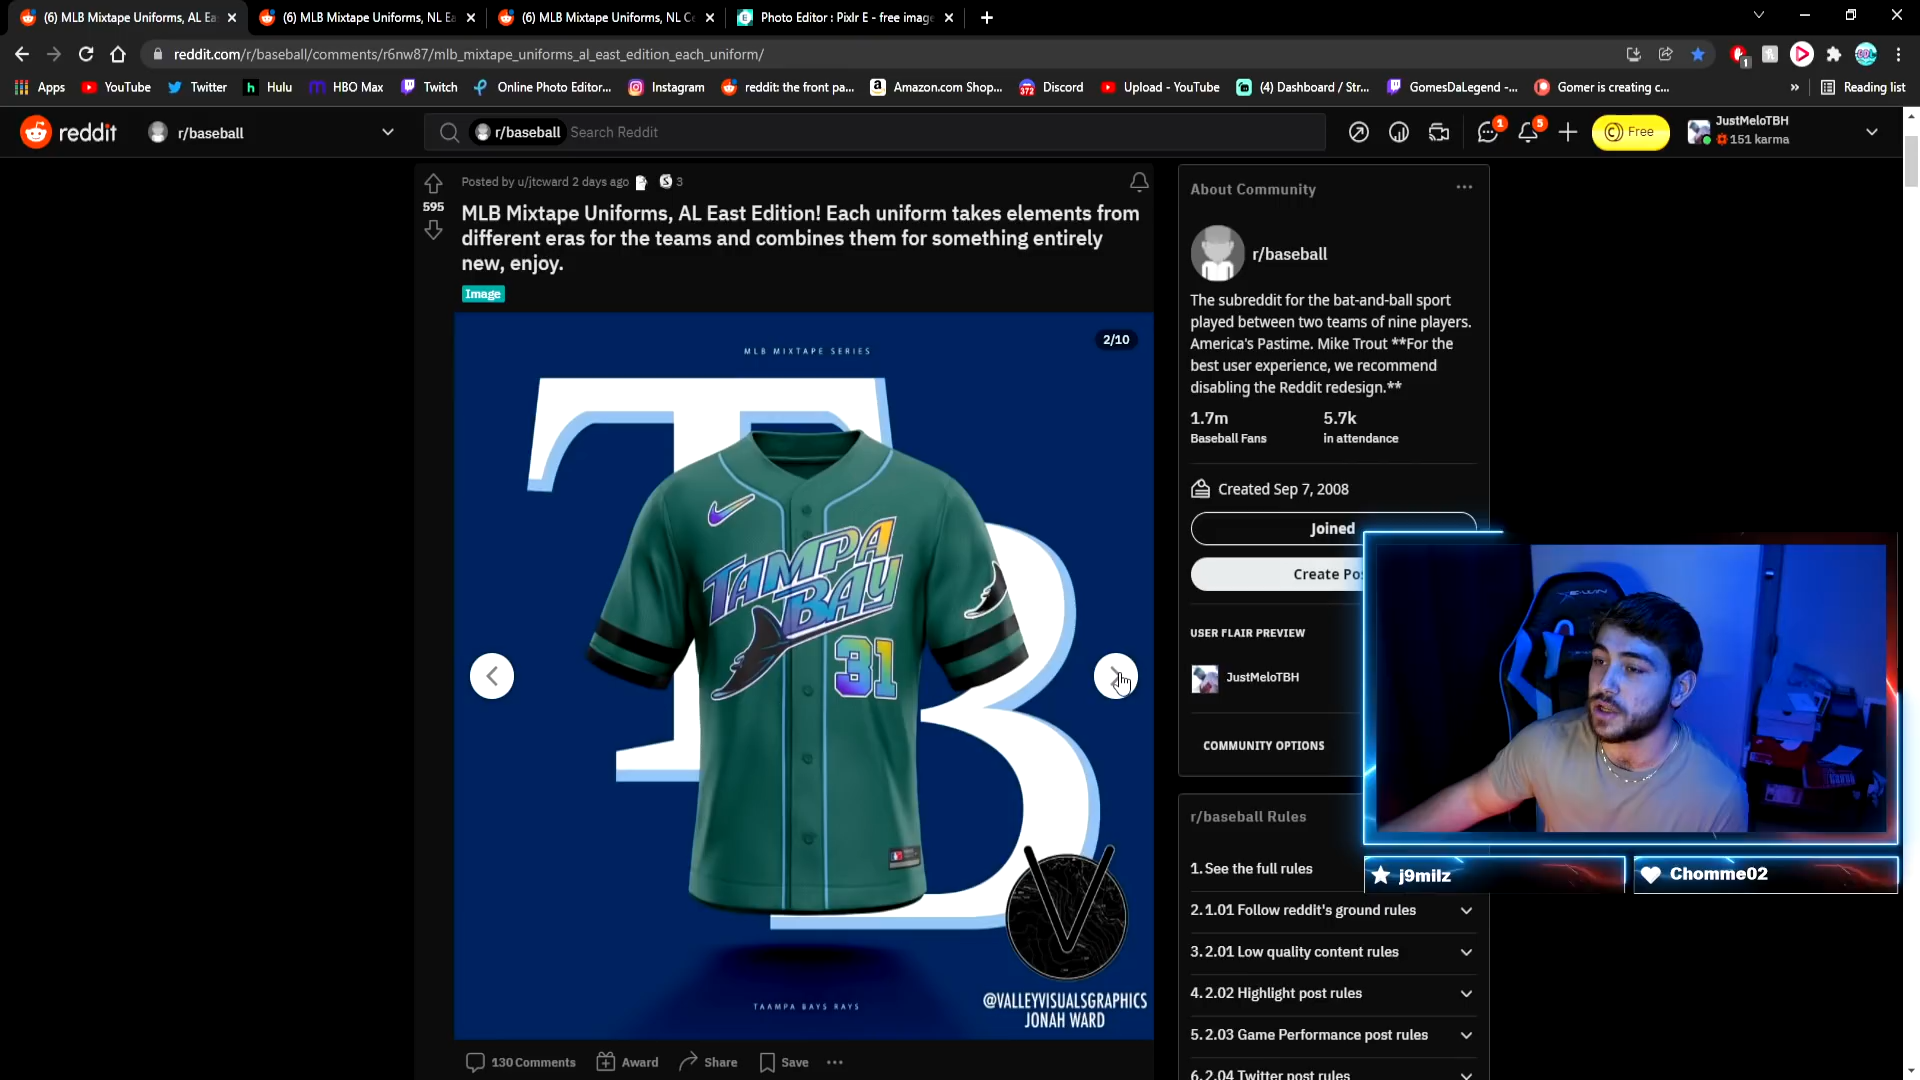 (6) MLB Mixtape Uniforms, AL Ea
(6) MLB Mixtape Uniforms, NL Ea
(6) MLB Mixtape Uniforms, NL Ce
Photo Editor : Pixlr E - free image
reddit.com/r/baseball/comments/r6nw87/mlb_mixtape_uniforms_al_east_edition_each_uniform/
Apps
YouTube
Twitter
h Hulu
HBO Max
Twitch
Online Photo Editor...
Instagram
reddit: the front pa...
Amazon.com Shop...
372 Discord
Upload - YouTube
(4) Dashboard / Str...
GomesDaLegend -...
Gomer is creating c...
»
Reading list
reddit
r/baseball
r/baseball Search Reddit
1
5
Free
JustMeloTBH
151 karma
Posted by u/jtcward 2 days ago
3
595
MLB Mixtape Uniforms, AL East Edition! Each uniform takes elements from
different eras for the teams and combines them for something entirely
new, enjoy.
Image
2/10
MLB MIXTAPE SERIES
TB
TAMPA
BAY
31
TAAMPA BAYS RAYS
@VALLEYVISUALSGRAPHICS
JONAH WARD
130 Comments
Award
Share
Save
About Community
r/baseball
The subreddit for the bat-and-ball sport
played between two teams of nine players.
America's Pastime. Mike Trout **For the
best user experience, we recommend
disabling the Reddit redesign.**
1.7m
Baseball Fans
5.7k
in attendance
Created Sep 7, 2008
Joined
Create Pos
USER FLAIR PREVIEW
JustMeloTBH
COMMUNITY OPTIONS
r/baseball Rules
1. See the full rules
2. 1.01 Follow reddit's ground rules
3. 2.01 Low quality content rules
4. 2.02 Highlight post rules
5. 2.03 Game Performance post rules
6. 2.04 Twitter post rules
j9milz
Chomme02